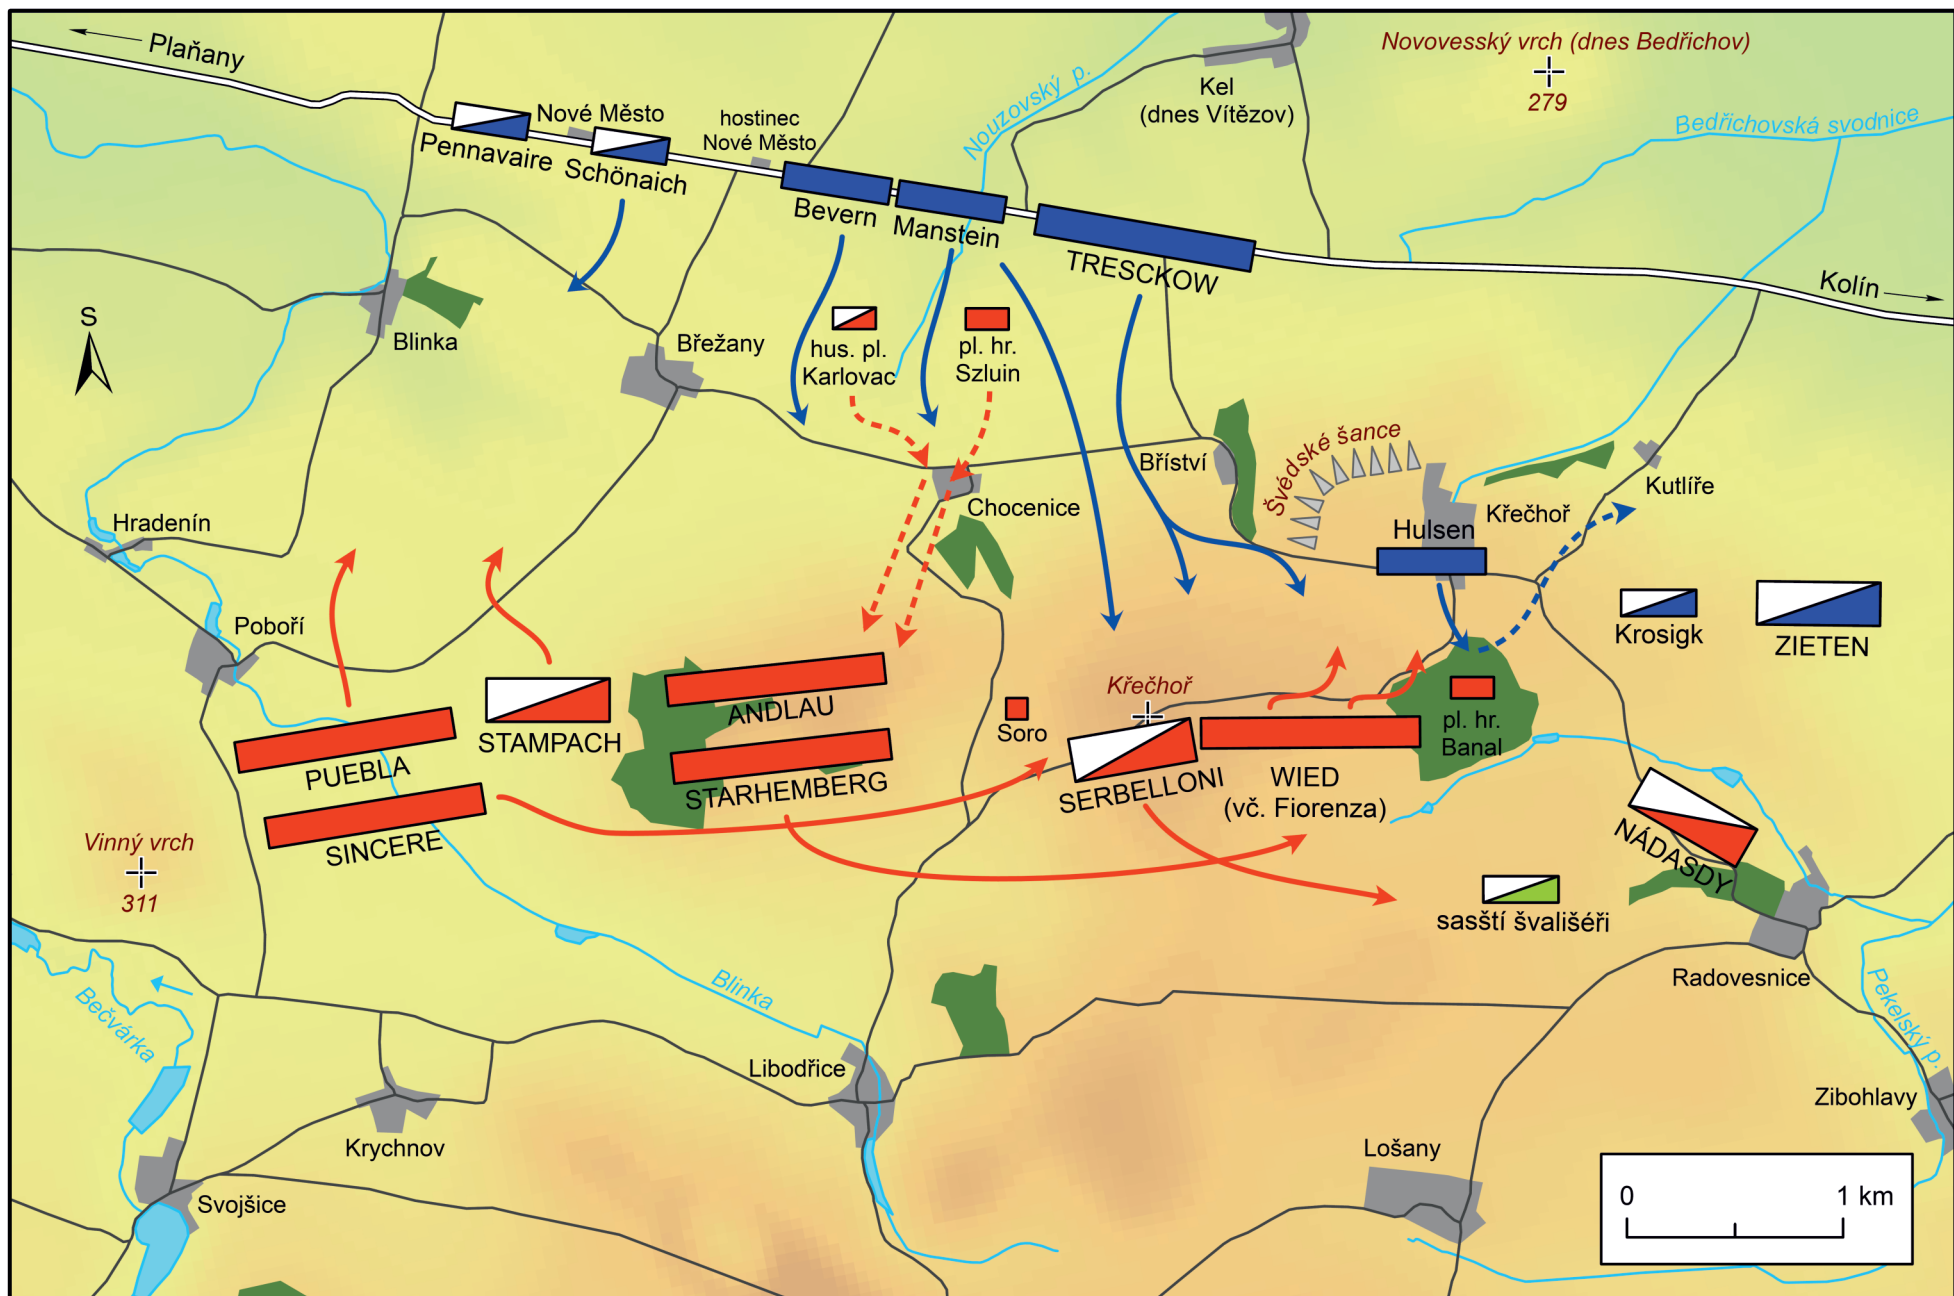 Plaňany
Novovesský vrch (dnes Bedřichov)
279
Kel
(dnes Vítězov)
Nouzovský p.
Bedřichovská svodnice
Nové Město
hostinec
Nové Město
Pennavaire
Schönaich
Bevern
Manstein
TRESCKOW
Kolín
S
Blinka
Břežany
hus. pl.
Karlovac
pl. hr.
Szluin
Švédské šance
Bříství
Kutlíře
Chocenice
Křečhoř
Hulsen
Hradenín
Poboří
Krosigk
ZIETEN
Křečhoř
STAMPACH
ANDLAU
Soro
pl. hr.
Banal
PUEBLA
STARHEMBERG
SERBELLONI
WIED
(vč. Fiorenza)
SINCERE
Vinný vrch
311
NÁDASDY
sasští švališéři
Radovesnice
Blinka
Bečvárka
Pekelský p.
Libodřice
Zibohlavy
Krychnov
Lošany
Svojšice
0 1 km